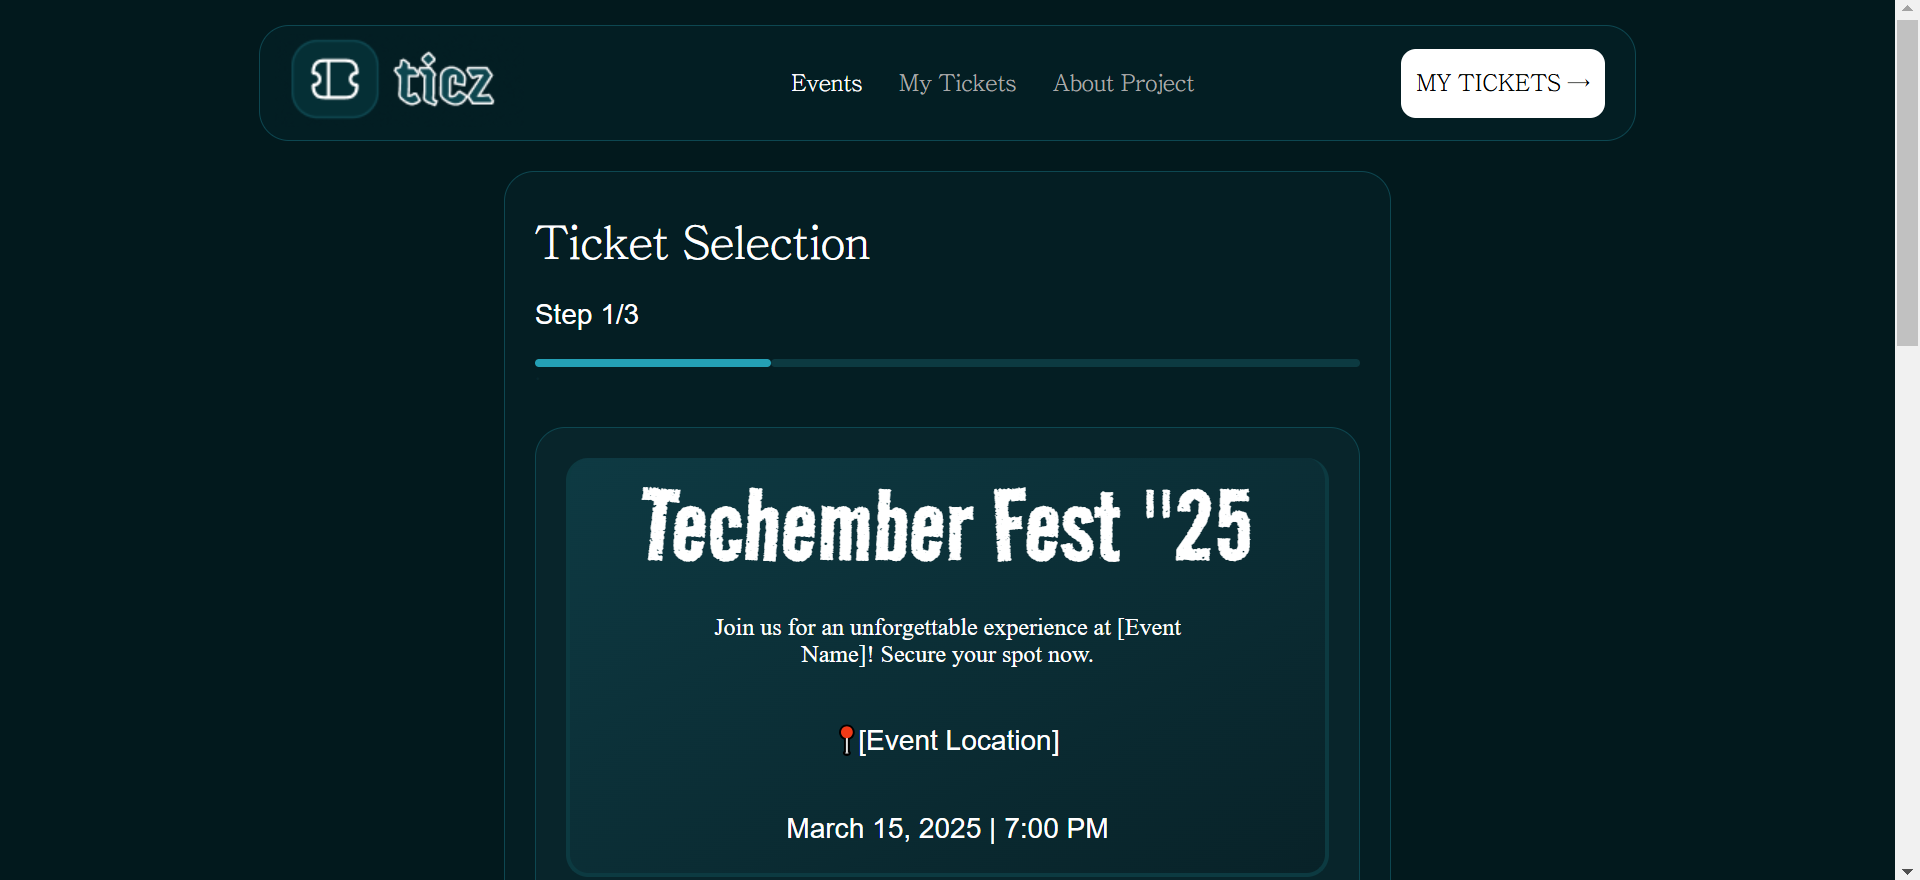 ticz
Events
My Tickets
About Project
MY TICKETS →
Ticket Selection
Step 1/3
Techember Fest "25
Join us for an unforgettable experience at [Event
Name]! Secure your spot now.
📍[Event Location]
March 15, 2025 | 7:00 PM